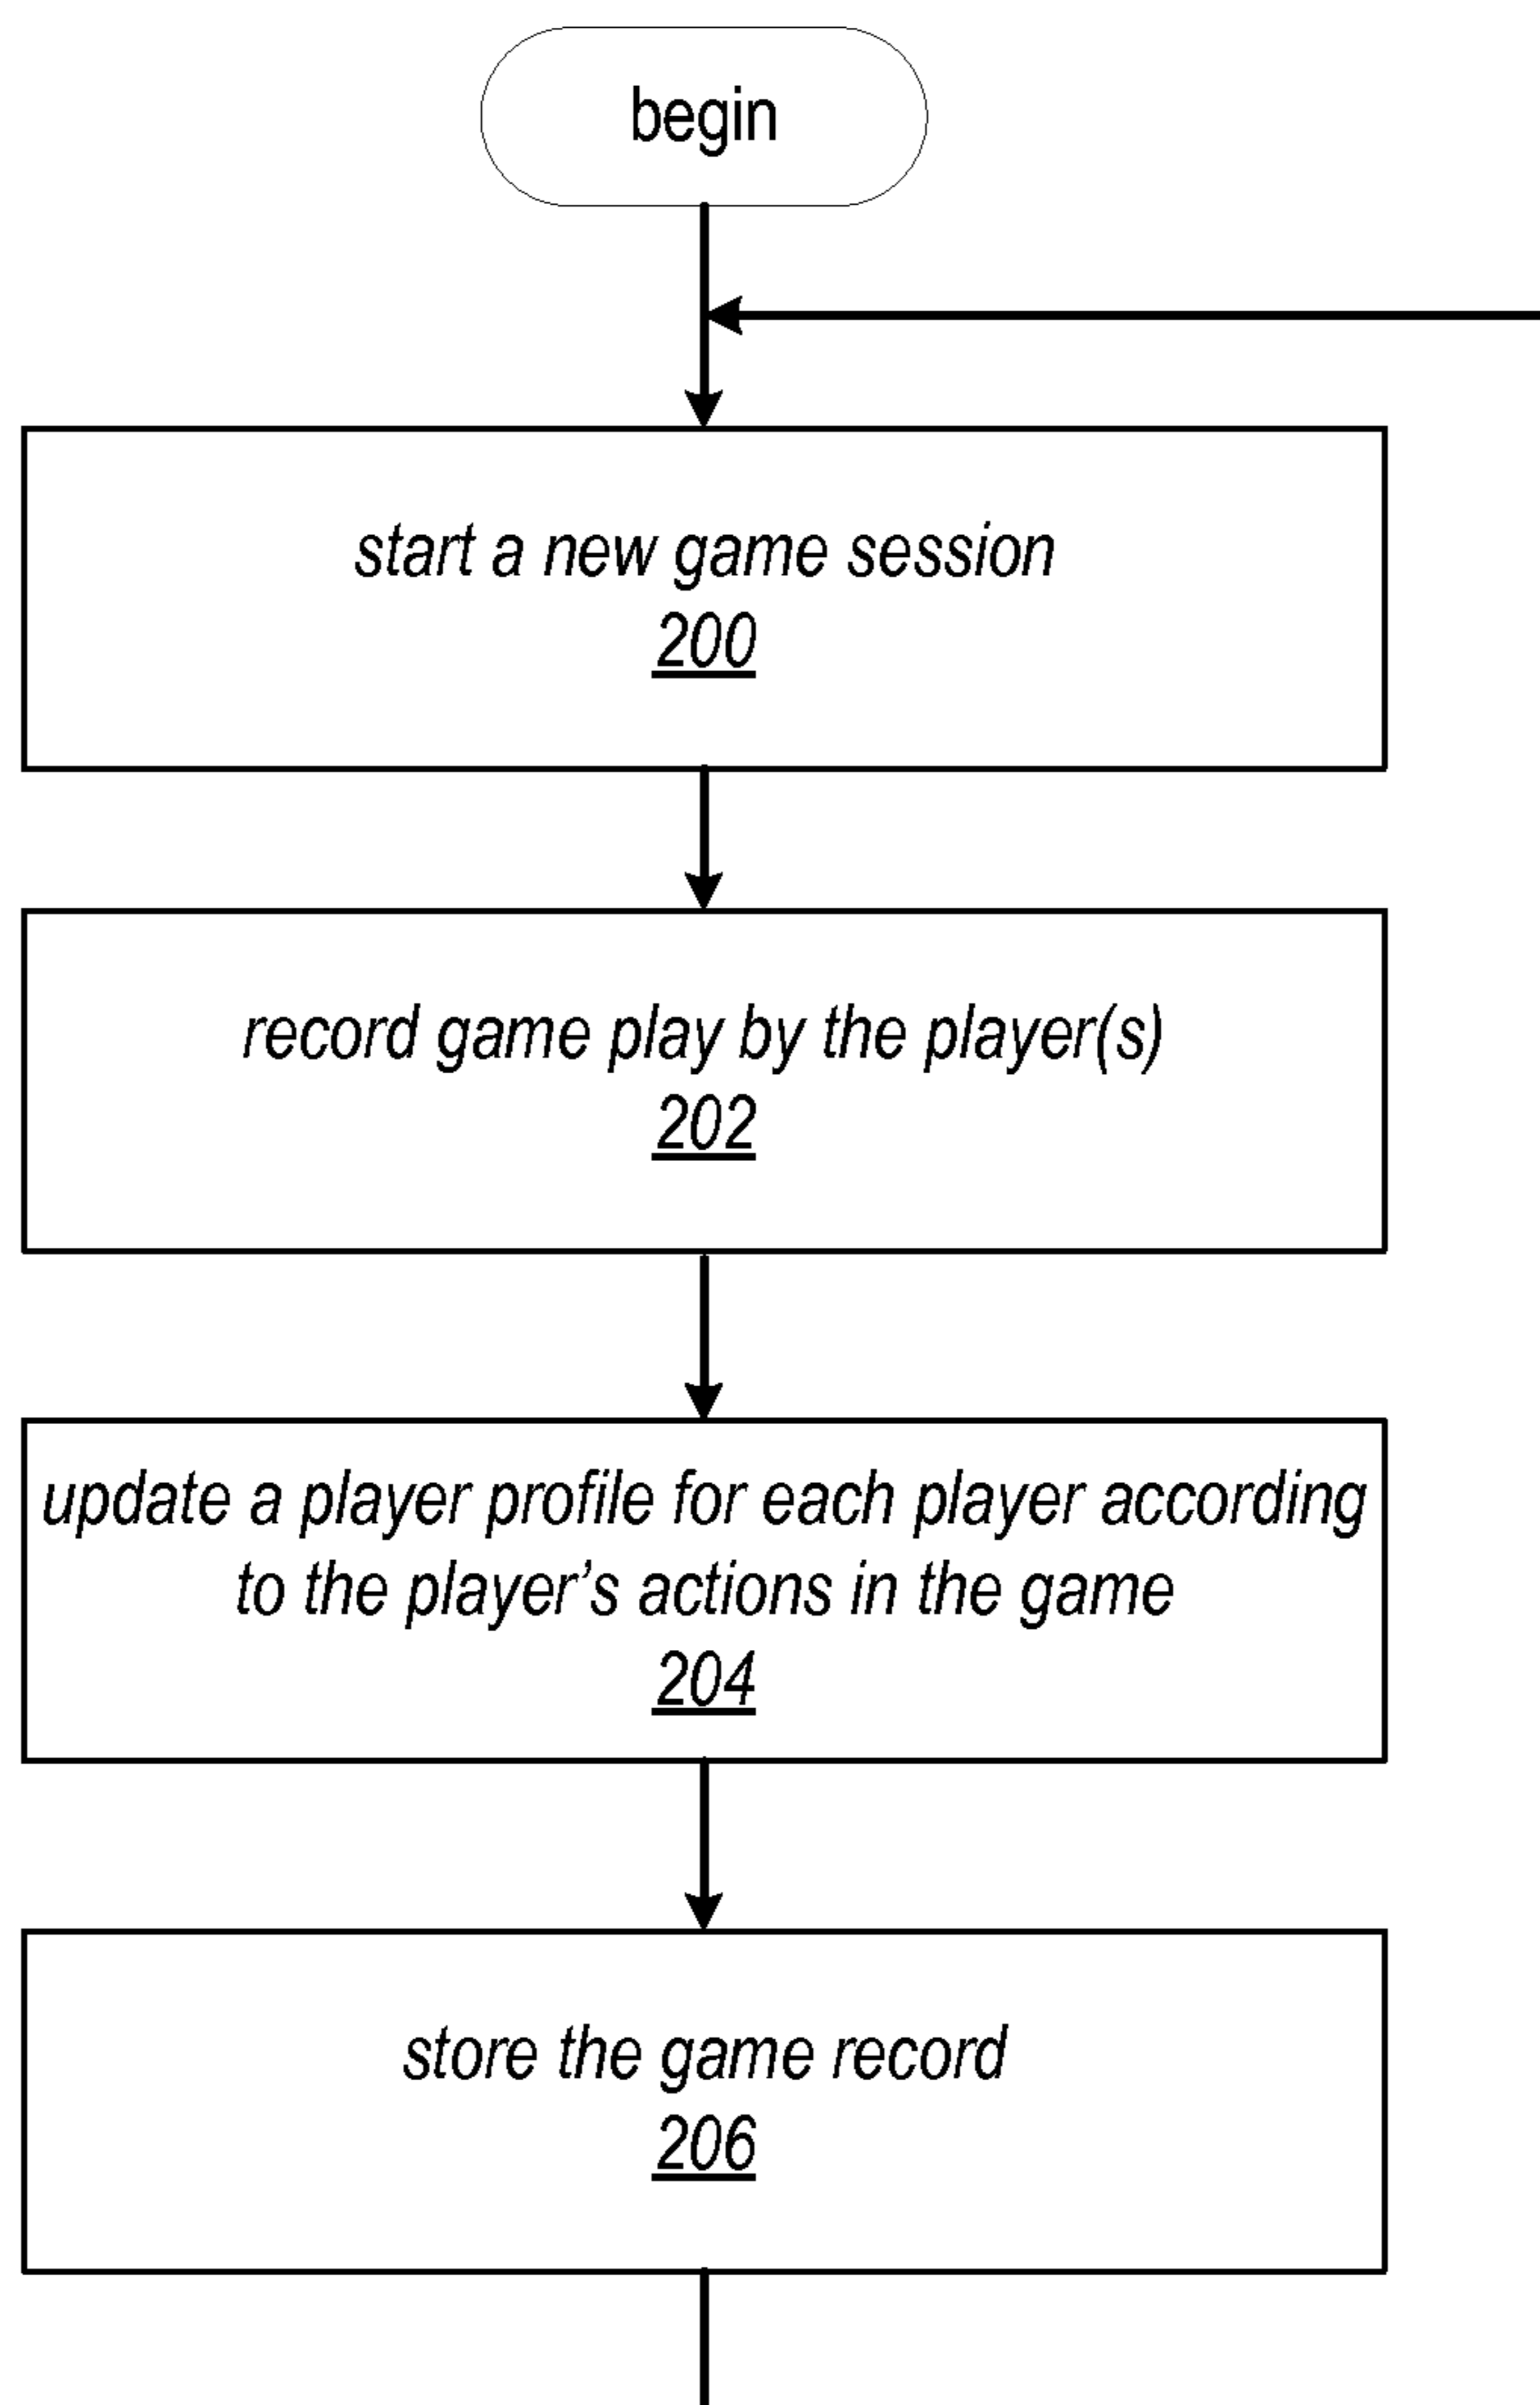 begin
start a new game session
200
record game play by the player(s)
202
update a player profile for each player according
to the player’s actions in the game
204
store the game record
206